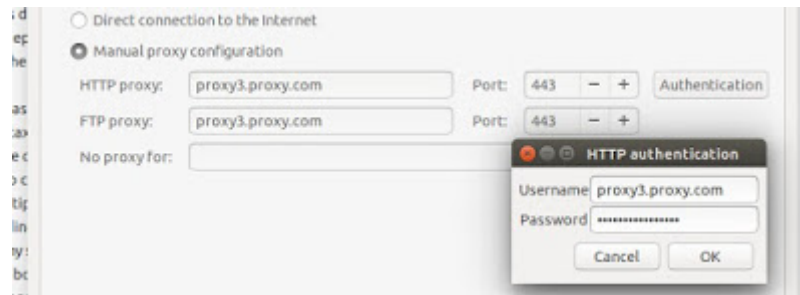 Direct connection to the Internet
Manual proxy configuration
HTTP proxy: proxy3.proxy.com Port: 443 − + Authentication
FTP proxy: proxy3.proxy.com Port: 443 − +
No proxy for:
HTTP authentication
Username proxy3.proxy.com
Password ••••••••••••••••
Cancel OK